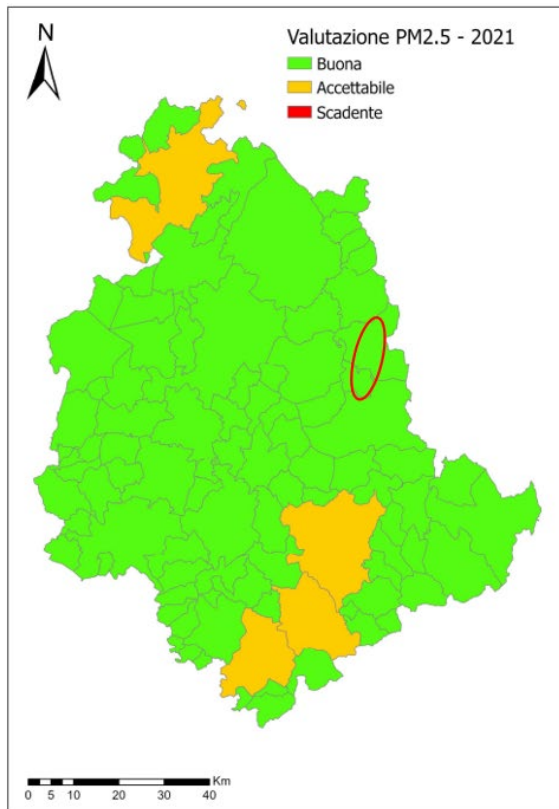 N
Valutazione PM2.5 - 2021
Buona
Accettabile
Scadente
Km
0 5 10 20 30 40